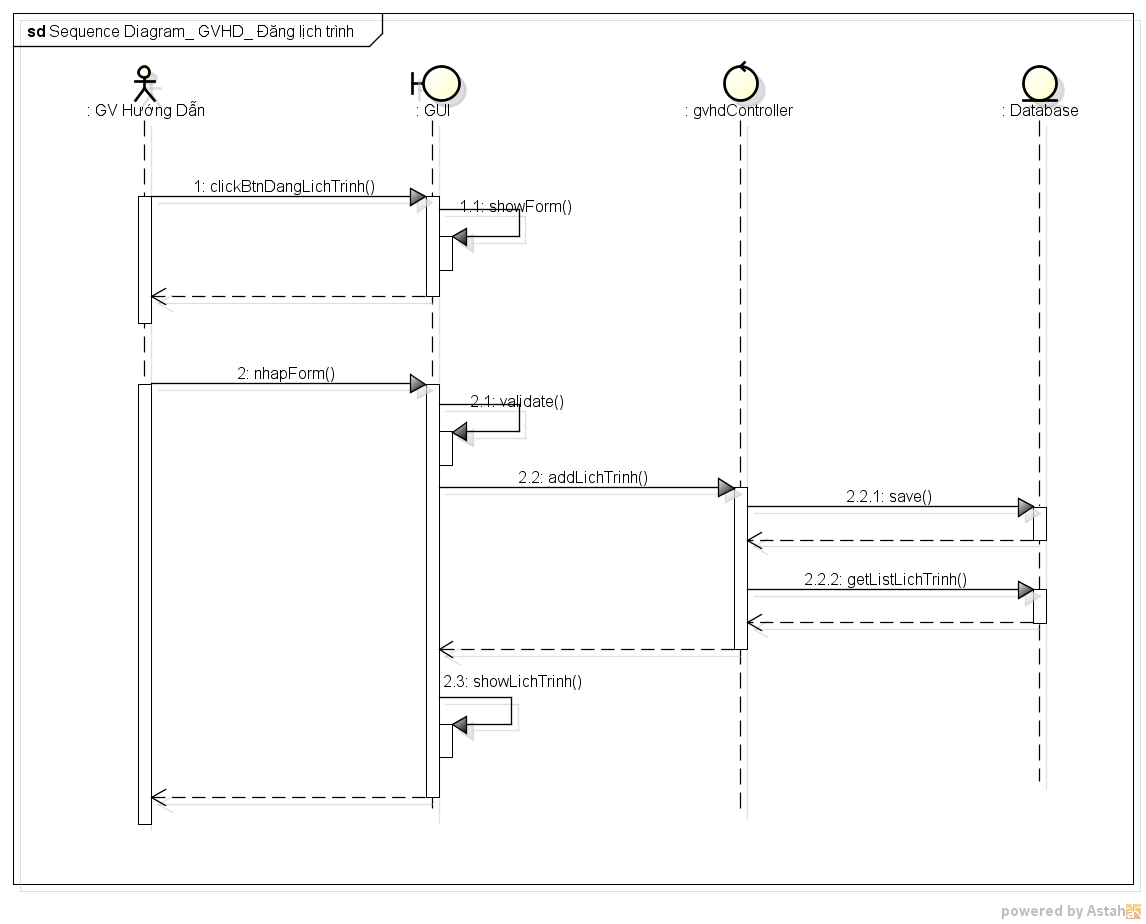 sd Sequence Diagram_ GVHD_ Đăng lịch trình
: GV Hướng Dẫn
: GUI
: gvhdController
: Database
1: clickBtnDangLichTrinh()
1.1: showForm()
2: nhapForm()
2.1: validate()
2.2: addLichTrinh()
2.2.1: save()
2.2.2: getListLichTrinh()
2.3: showLichTrinh()
powered by Astah